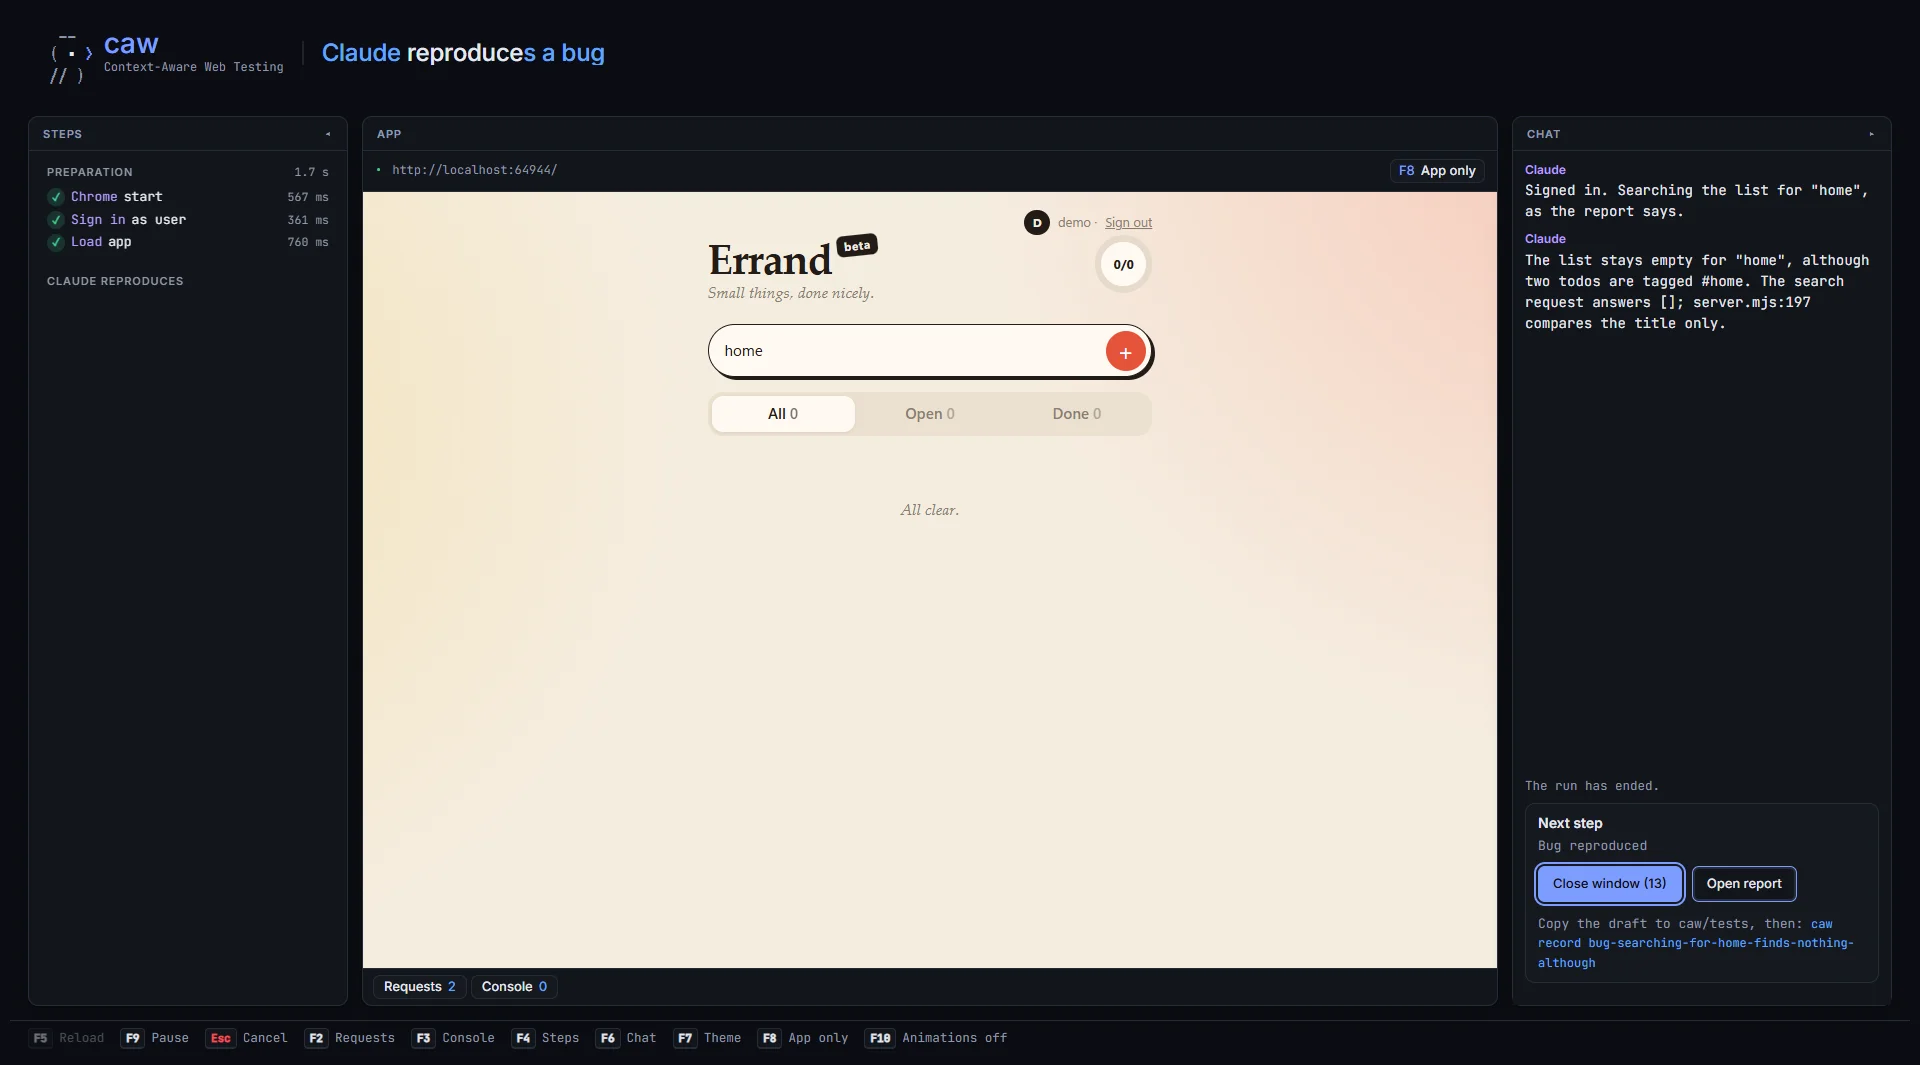 caw
Context-Aware Web Testing
Claude reproduces a bug
STEPS
PREPARATION 1.7 s
✓ Chrome start 567 ms
✓ Sign in as user 361 ms
✓ Load app 760 ms
CLAUDE REPRODUCES
APP
http://localhost:64944/
F8 App only
D demo · Sign out
Errand beta
Small things, done nicely.
0/0
home
+
All 0 Open 0 Done 0
All clear.
Requests 2 Console 0
CHAT
Claude
Signed in. Searching the list for "home",
as the report says.
Claude
The list stays empty for "home", although
two todos are tagged #home. The search
request answers []; server.mjs:197
compares the title only.
The run has ended.
Next step
Bug reproduced
Close window (13) Open report
Copy the draft to caw/tests, then: caw
record bug-searching-for-home-finds-nothing-
although
F5 Reload F9 Pause Esc Cancel F2 Requests F3 Console F4 Steps F6 Chat F7 Theme F8 App only F10 Animations off